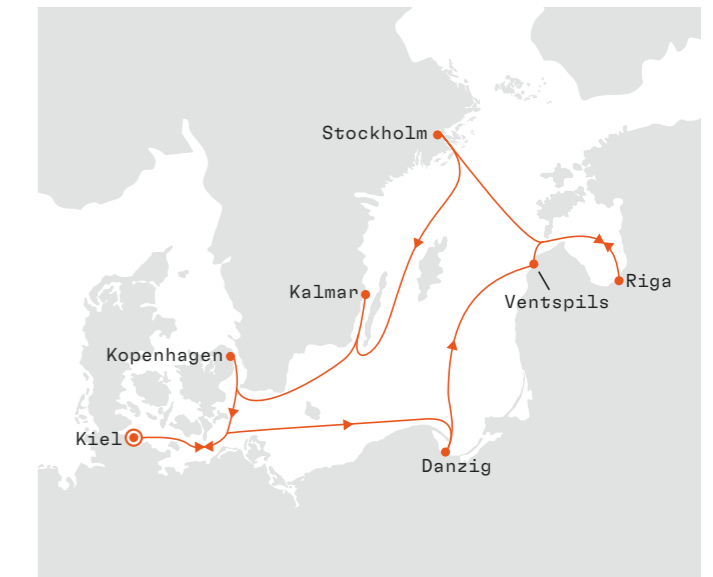 Stockholm
Kalmar
Riga
Ventspils
Kopenhagen
Kiel
Danzig